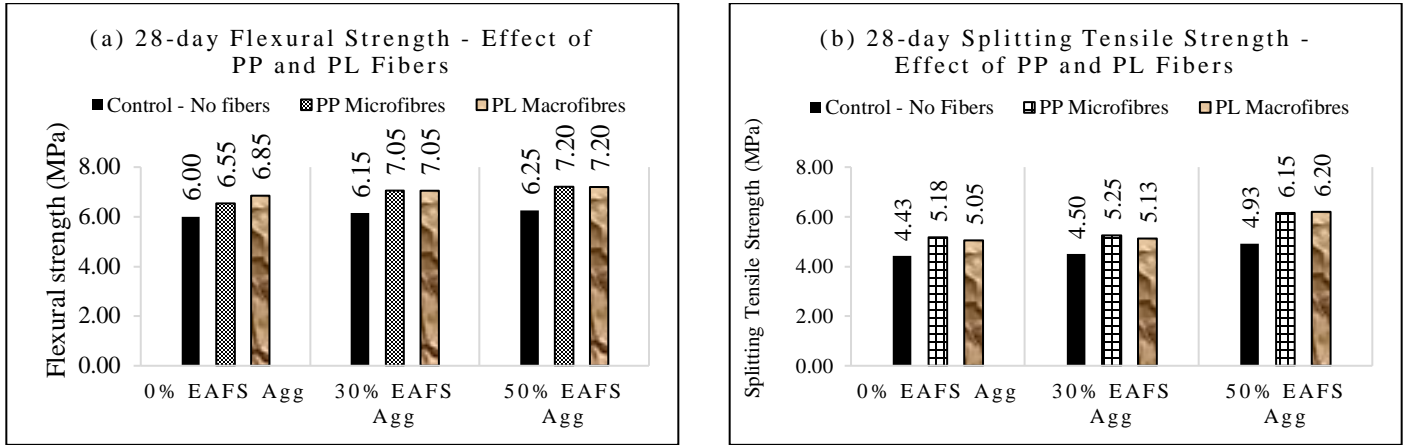 (a) 28-day Flexural Strength - Effect of
PP and PL Fibers
Control - No fibers PP Microfibres PL Macrofibres
Flexural strength (MPa)
8.00
6.00
4.00
2.00
0.00
6.00 6.55 6.85
6.15 7.05 7.05
6.25 7.20 7.20
0% EAFS Agg 30% EAFS 50% EAFS
Agg Agg
(b) 28-day Splitting Tensile Strength -
Effect of PP and PL Fibers
Control - No Fibers PP Microfibres PL Macrofibres
Splitting Tensile Strength (MPa)
8.00
6.00
4.00
2.00
0.00
4.43 5.18 5.05
4.50 5.25 5.13
4.93 6.15 6.20
0% EAFS Agg 30% EAFS 50% EAFS
Agg Agg